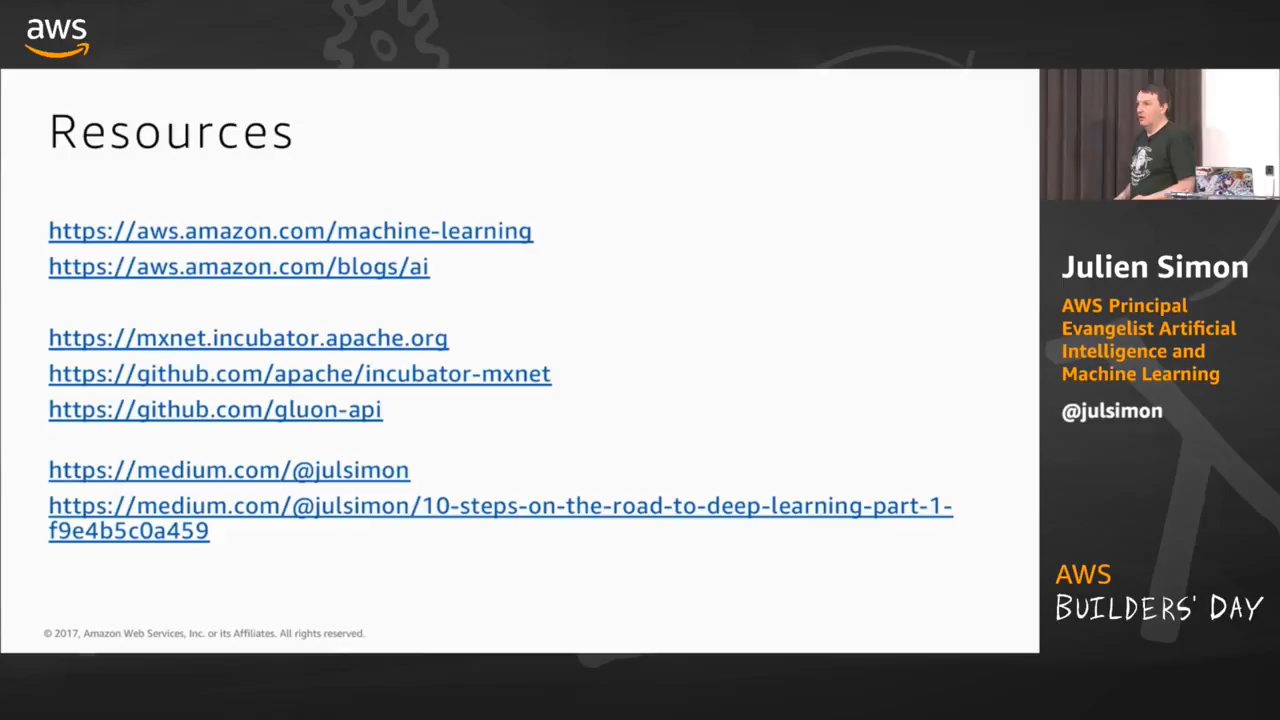 aws
Resources
https://aws.amazon.com/machine-learning
https://aws.amazon.com/blogs/ai
https://mxnet.incubator.apache.org
https://github.com/apache/incubator-mxnet
https://github.com/gluon-api
https://medium.com/@julsimon
https://medium.com/@julsimon/10-steps-on-the-road-to-deep-learning-part-1-
f9e4b5c0a459
© 2017, Amazon Web Services, Inc. or its Affiliates. All rights reserved.
Julien Simon
AWS Principal
Evangelist Artificial
Intelligence and
Machine Learning
@julsimon
AWS
BUILDERS' DAY